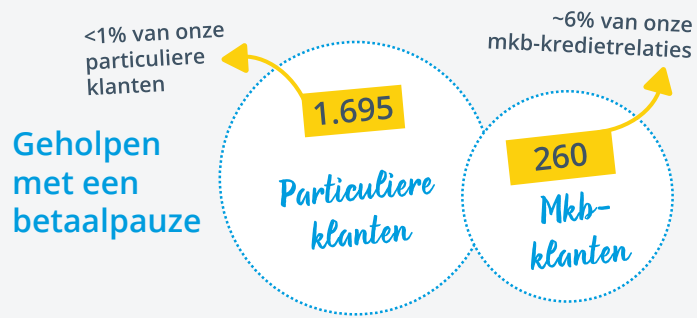 <1% van onze
particuliere
klanten
~6% van onze
mkb-kredietrelaties
Geholpen
met een
betaalpauze
1.695
Particuliere
klanten
260
Mkb-
klanten